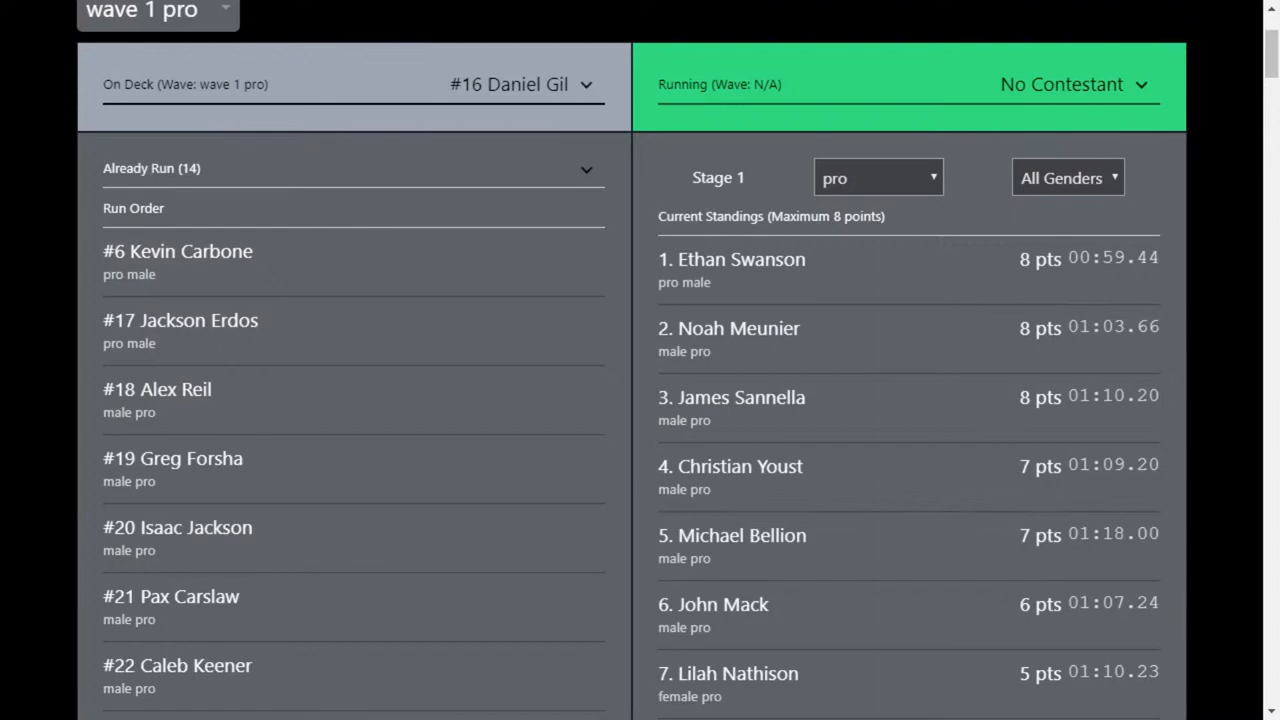 wave 1 pro
On Deck (Wave: wave 1 pro)
#16 Daniel Gil
Already Run (14)
Run Order
#6 Kevin Carbone
pro male
#17 Jackson Erdos
pro male
#18 Alex Reil
male pro
#19 Greg Forsha
male pro
#20 Isaac Jackson
male pro
#21 Pax Carslaw
male pro
#22 Caleb Keener
male pro
Running (Wave: N/A)
No Contestant
Stage 1
pro
All Genders
Current Standings (Maximum 8 points)
1. Ethan Swanson 8 pts 00:59.44
pro male
2. Noah Meunier 8 pts 01:03.66
male pro
3. James Sannella 8 pts 01:10.20
male pro
4. Christian Youst 7 pts 01:09.20
male pro
5. Michael Bellion 7 pts 01:18.00
male pro
6. John Mack 6 pts 01:07.24
male pro
7. Lilah Nathison 5 pts 01:10.23
female pro